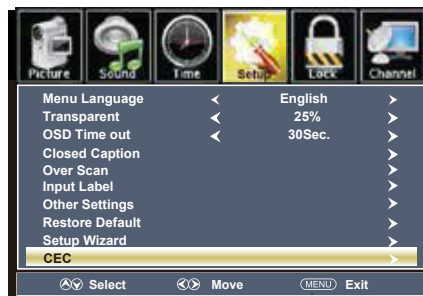 Picture Sound Time Setup Lock Channel
Menu Language English
Transparent 25%
OSD Time out 30Sec.
Closed Caption
Over Scan
Input Label
Other Settings
Restore Default
Setup Wizard
CEC
Select Move MENU Exit